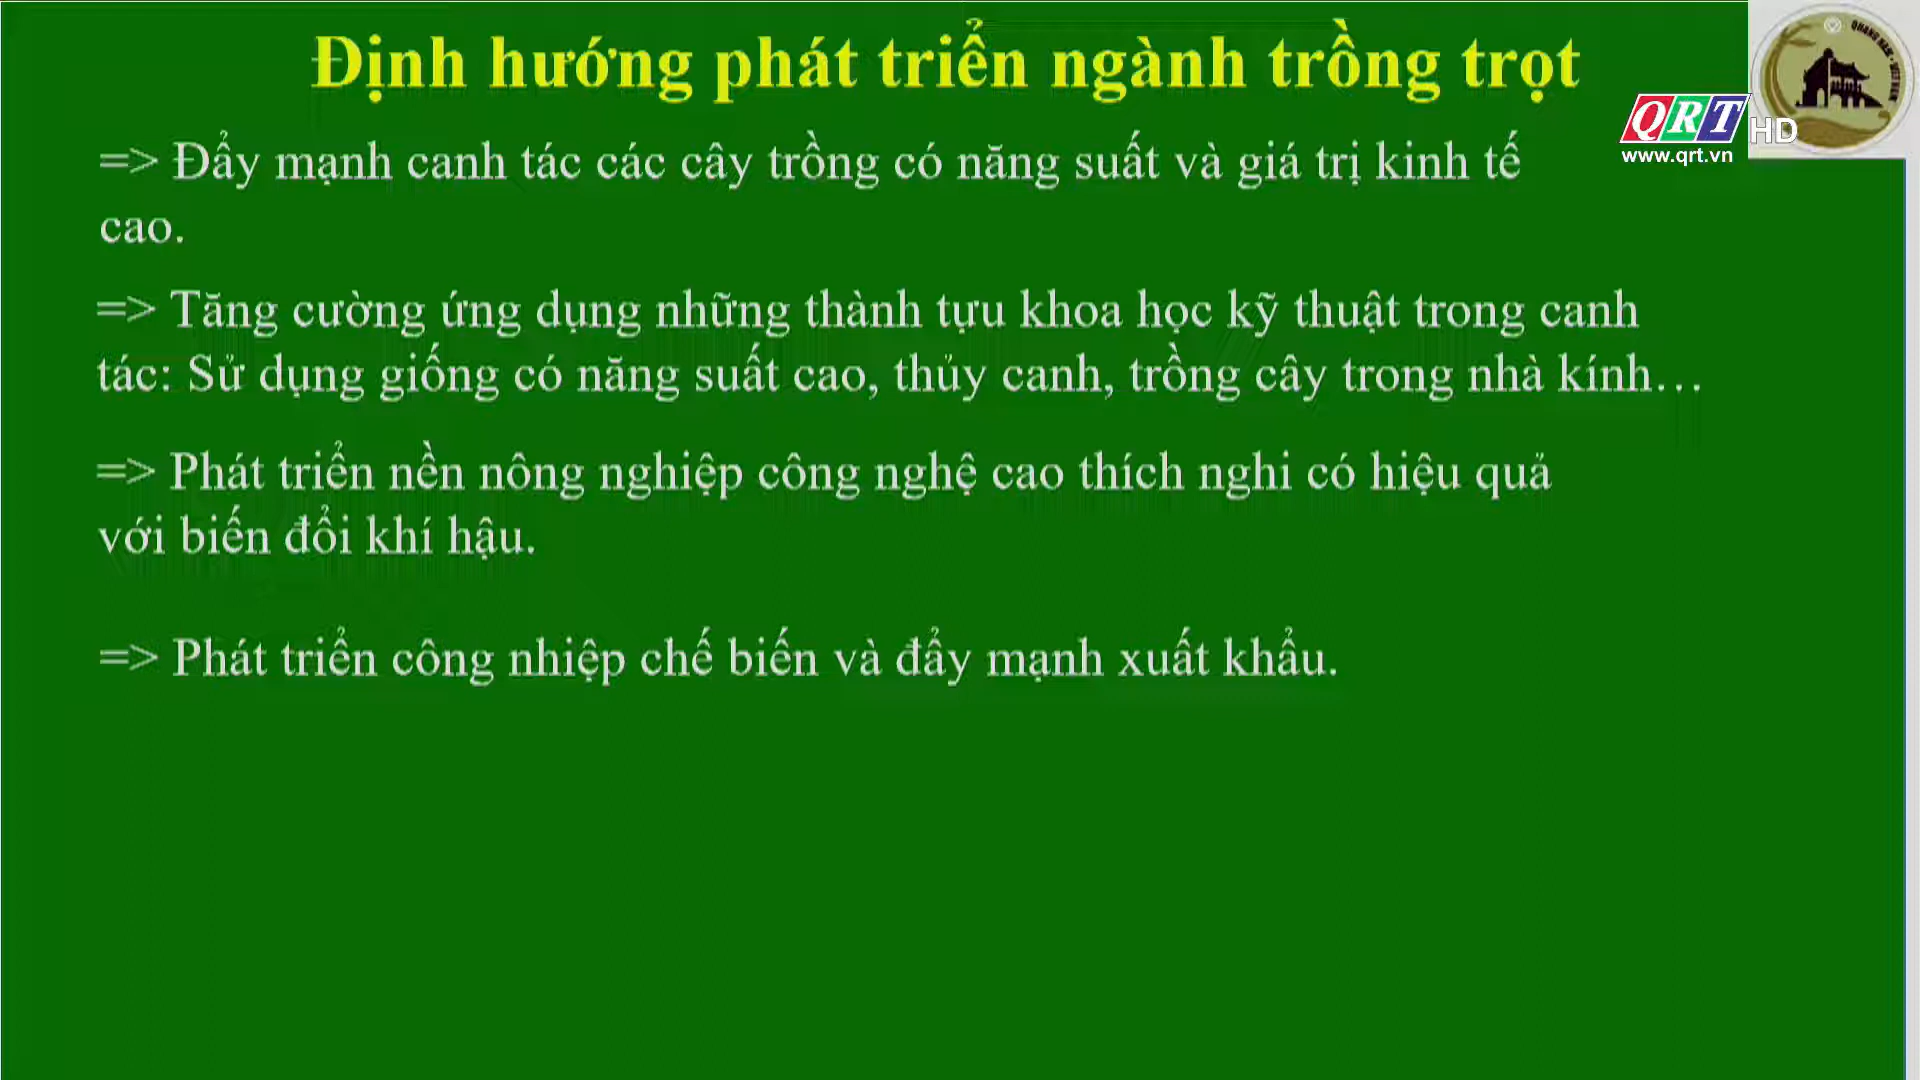 Định hướng phát triển ngành trồng trọt
=> Đẩy mạnh canh tác các cây trồng có năng suất và giá trị kinh tế
cao.
=> Tăng cường ứng dụng những thành tựu khoa học kỹ thuật trong canh
tác: Sử dụng giống có năng suất cao, thủy canh, trồng cây trong nhà kính…
=> Phát triển nền nông nghiệp công nghệ cao thích nghi có hiệu quả
với biến đổi khí hậu.
=> Phát triển công nhiệp chế biến và đẩy mạnh xuất khẩu.
QRT HD
www.qrt.vn
QUANG NAM - VIET NAM